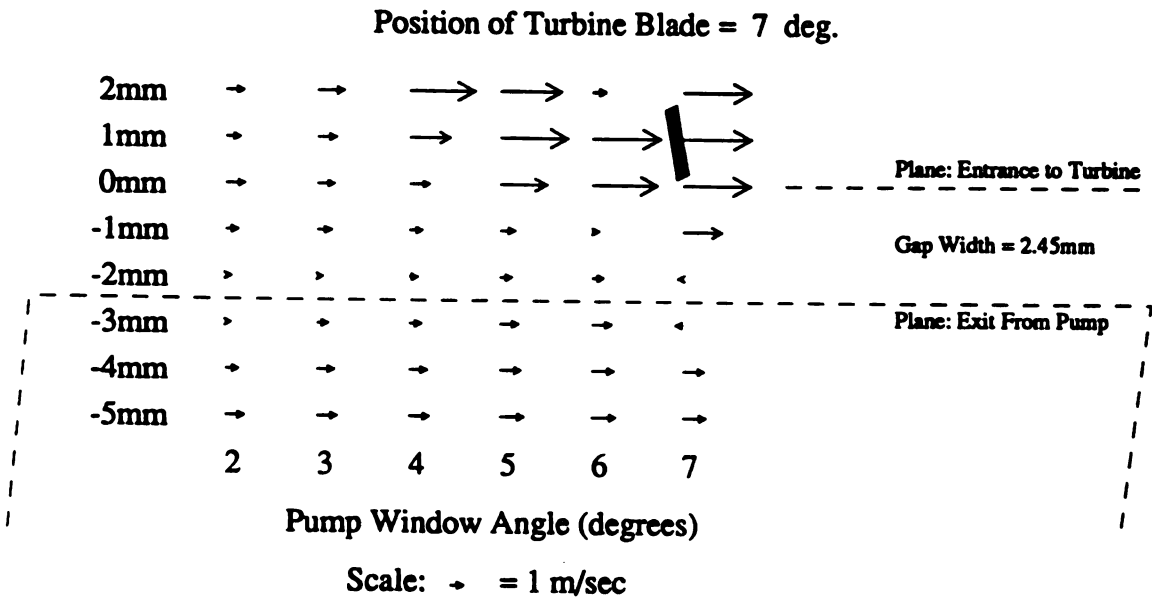 Position of Turbine Blade = 7 deg.
2mm
1mm
0mm
Plane: Entrance to Turbine
-1mm
Gap Width = 2.45mm
-2mm
-3mm
Plane: Exit From Pump
-4mm
-5mm
2 3 4 5 6 7
Pump Window Angle (degrees)
Scale: → = 1 m/sec